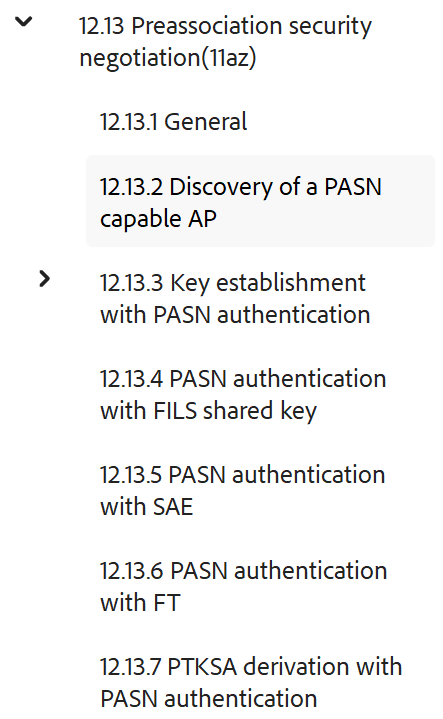 12.13 Preassociation security
negotiation(11az)
12.13.1 General
12.13.2 Discovery of a PASN
capable AP
12.13.3 Key establishment
with PASN authentication
12.13.4 PASN authentication
with FILS shared key
12.13.5 PASN authentication
with SAE
12.13.6 PASN authentication
with FT
12.13.7 PTKSA derivation with
PASN authentication